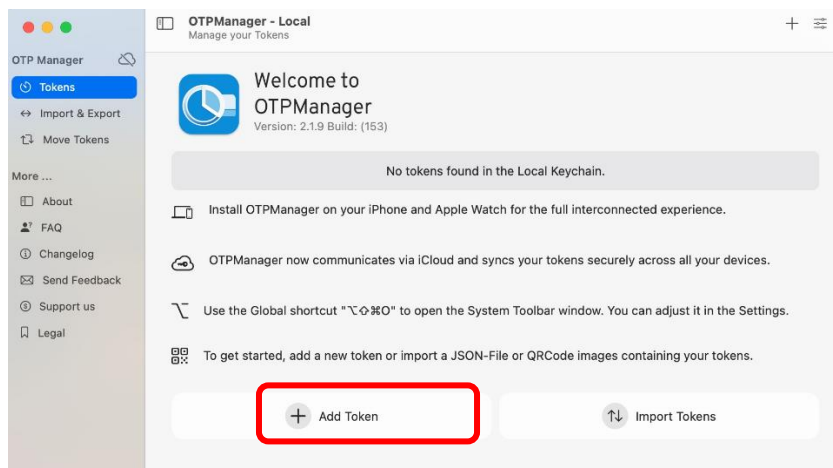 OTPManager - Local
Manage your Tokens
OTP Manager
Tokens
Import & Export
Move Tokens
More ...
About
FAQ
Changelog
Send Feedback
Support us
Legal
Welcome to
OTPManager
Version: 2.1.9 Build: (153)
No tokens found in the Local Keychain.
Install OTPManager on your iPhone and Apple Watch for the full interconnected experience.
OTPManager now communicates via iCloud and syncs your tokens securely across all your devices.
Use the Global shortcut "⌥⇧⌘O" to open the System Toolbar window. You can adjust it in the Settings.
To get started, add a new token or import a JSON-File or QRCode images containing your tokens.
Add Token
Import Tokens